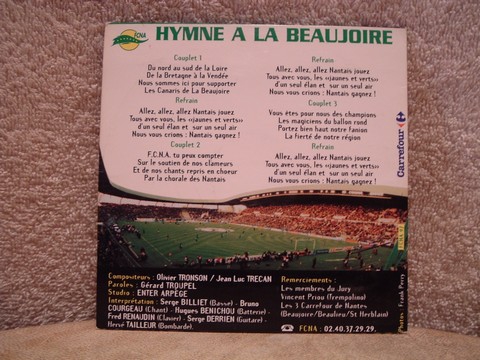 FCNA
HYMNE A LA BEAUJOIRE
Couplet 1
Du nord au sud de la Loire
De la Bretagne à la Vendée
Nous sommes ici pour supporter
Les Canaris de La Beaujoire
Refrain
Allez, allez, allez Nantais jouez
Tous avec vous, les «jaunes et verts»
d'un seul élan et sur un seul air
Nous vous crions : Nantais gagnez !
Couplet 2
F.C.N.A. tu peux compter
Sur le soutien de nos clameurs
Et de nos chants repris en choeur
Par la chorale des Nantais
Refrain
Allez, allez, allez Nantais jouez
Tous avec vous, les «jaunes et verts»
d'un seul élan et sur un seul air
Nous vous crions : Nantais gagnez !
Couplet 3
Vous êtes pour nous des champions
Les magiciens du ballon rond
Portez bien haut notre fanion
La fierté de notre région
Refrain
Allez, allez, allez Nantais jouez
Tous avec vous, les «jaunes et verts»
d'un seul élan et sur un seul air
Nous vous crions : Nantais gagnez !
Carrefour
Compositeurs : Olivier TRONSON / Jean Luc TRECAN
Paroles : Gérard TROUPEL
Studio : ENTER ARPÈGE
Interprétation : Serge BILLIET (Basse) - Bruno
COURGEAU (Chant) - Hugues BENICHOU (Batterie) -
Fred RENAUDIN (Clavier) - Serge DERRIEN (Guitare) -
Hervé TAILLEUR (Bombarde).
Remerciements :
Les membres du Jury
Vincent Priou (Trempolino)
Les 3 Carrefour de Nantes
(Beaujoire/Beaulieu/St Herblain)
FCNA : 02.40.37.29.29.
Photos : Frank Perry